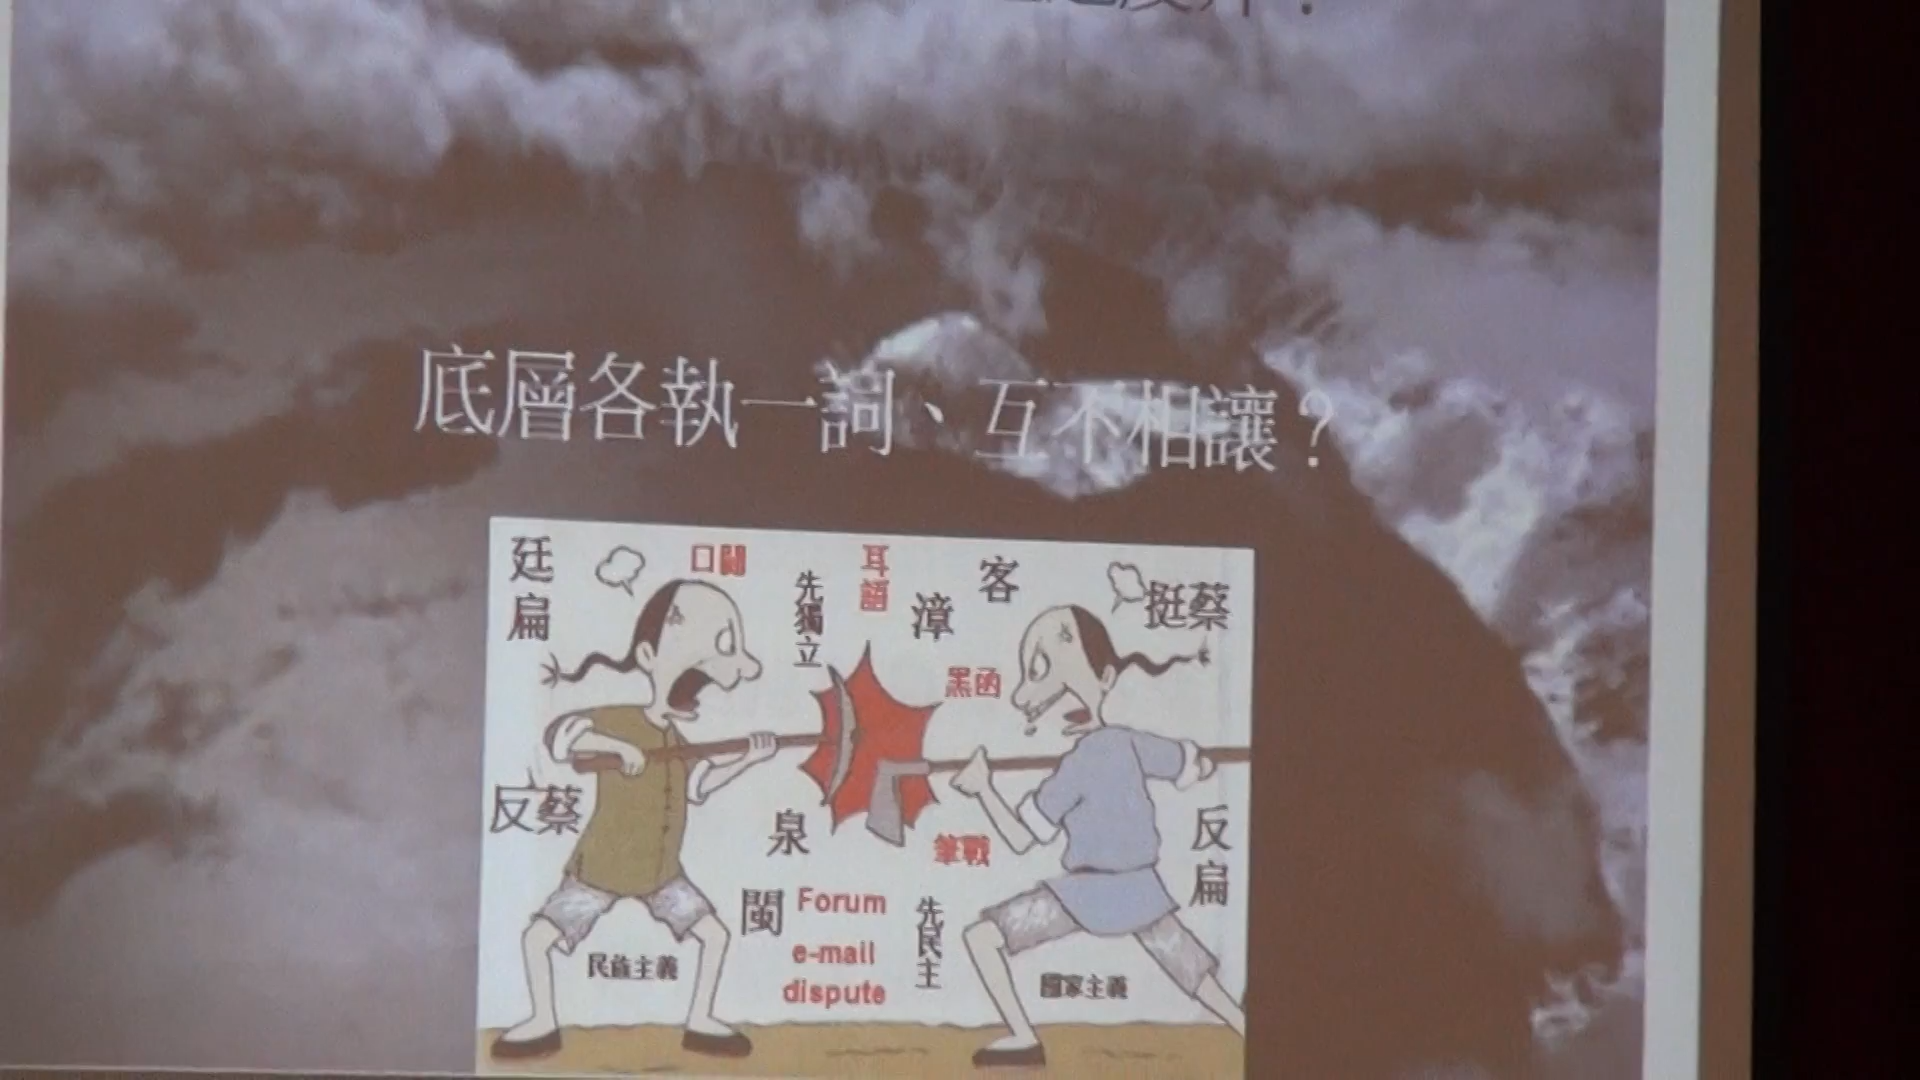 底層各執一詞、互不相讓？
廷扁
口鬪
先獨立
耳語
漳
客
挺蔡
黑函
反蔡
泉
筆戰
反扁
閩
Forum
e-mail
dispute
先民主
民族主義
國家主義